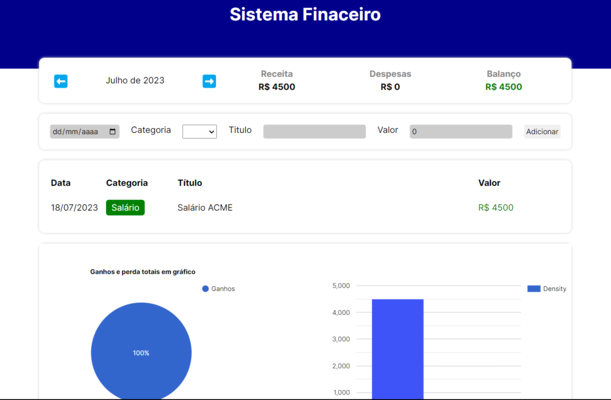 Sistema Finaceiro
Julho de 2023
Receita
R$ 4500
Despesas
R$ 0
Balanço
R$ 4500
dd/mm/aaaa
Categoria
Titulo
Valor
0
Adicionar
Data Categoria Título Valor
18/07/2023 Salário Salário ACME R$ 4500
Ganhos e perda totais em gráfico
Ganhos
100%
5,000
4,000
3,000
2,000
1,000
Density